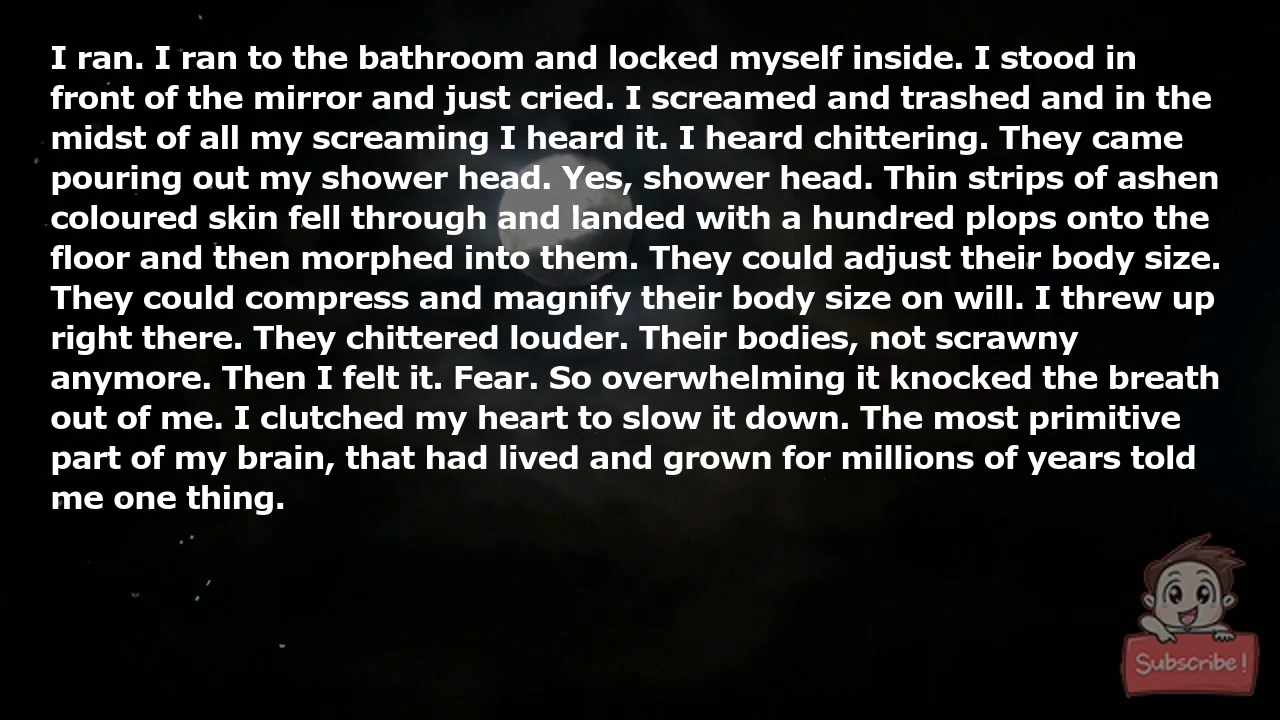 I ran. I ran to the bathroom and locked myself inside. I stood in
front of the mirror and just cried. I screamed and trashed and in the
midst of all my screaming I heard it. I heard chittering. They came
pouring out my shower head. Yes, shower head. Thin strips of ashen
coloured skin fell through and landed with a hundred plops onto the
floor and then morphed into them. They could adjust their body size.
They could compress and magnify their body size on will. I threw up
right there. They chittered louder. Their bodies, not scrawny
anymore. Then I felt it. Fear. So overwhelming it knocked the breath
out of me. I clutched my heart to slow it down. The most primitive
part of my brain, that had lived and grown for millions of years told
me one thing.
Subscribe!